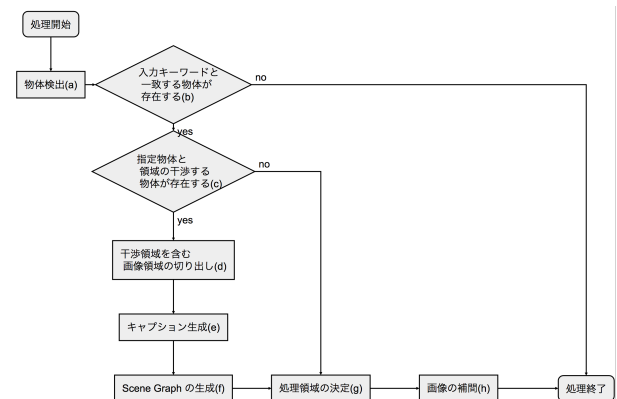 処理開始
物体検出(a)
入力キーワードと
一致する物体が
存在する(b)
no
yes
指定物体と
領域の干渉する
物体が存在する(c)
no
yes
干渉領域を含む
画像領域の切り出し(d)
キャプション生成(e)
Scene Graph の生成(f)
処理領域の決定(g)
画像の補間(h)
処理終了